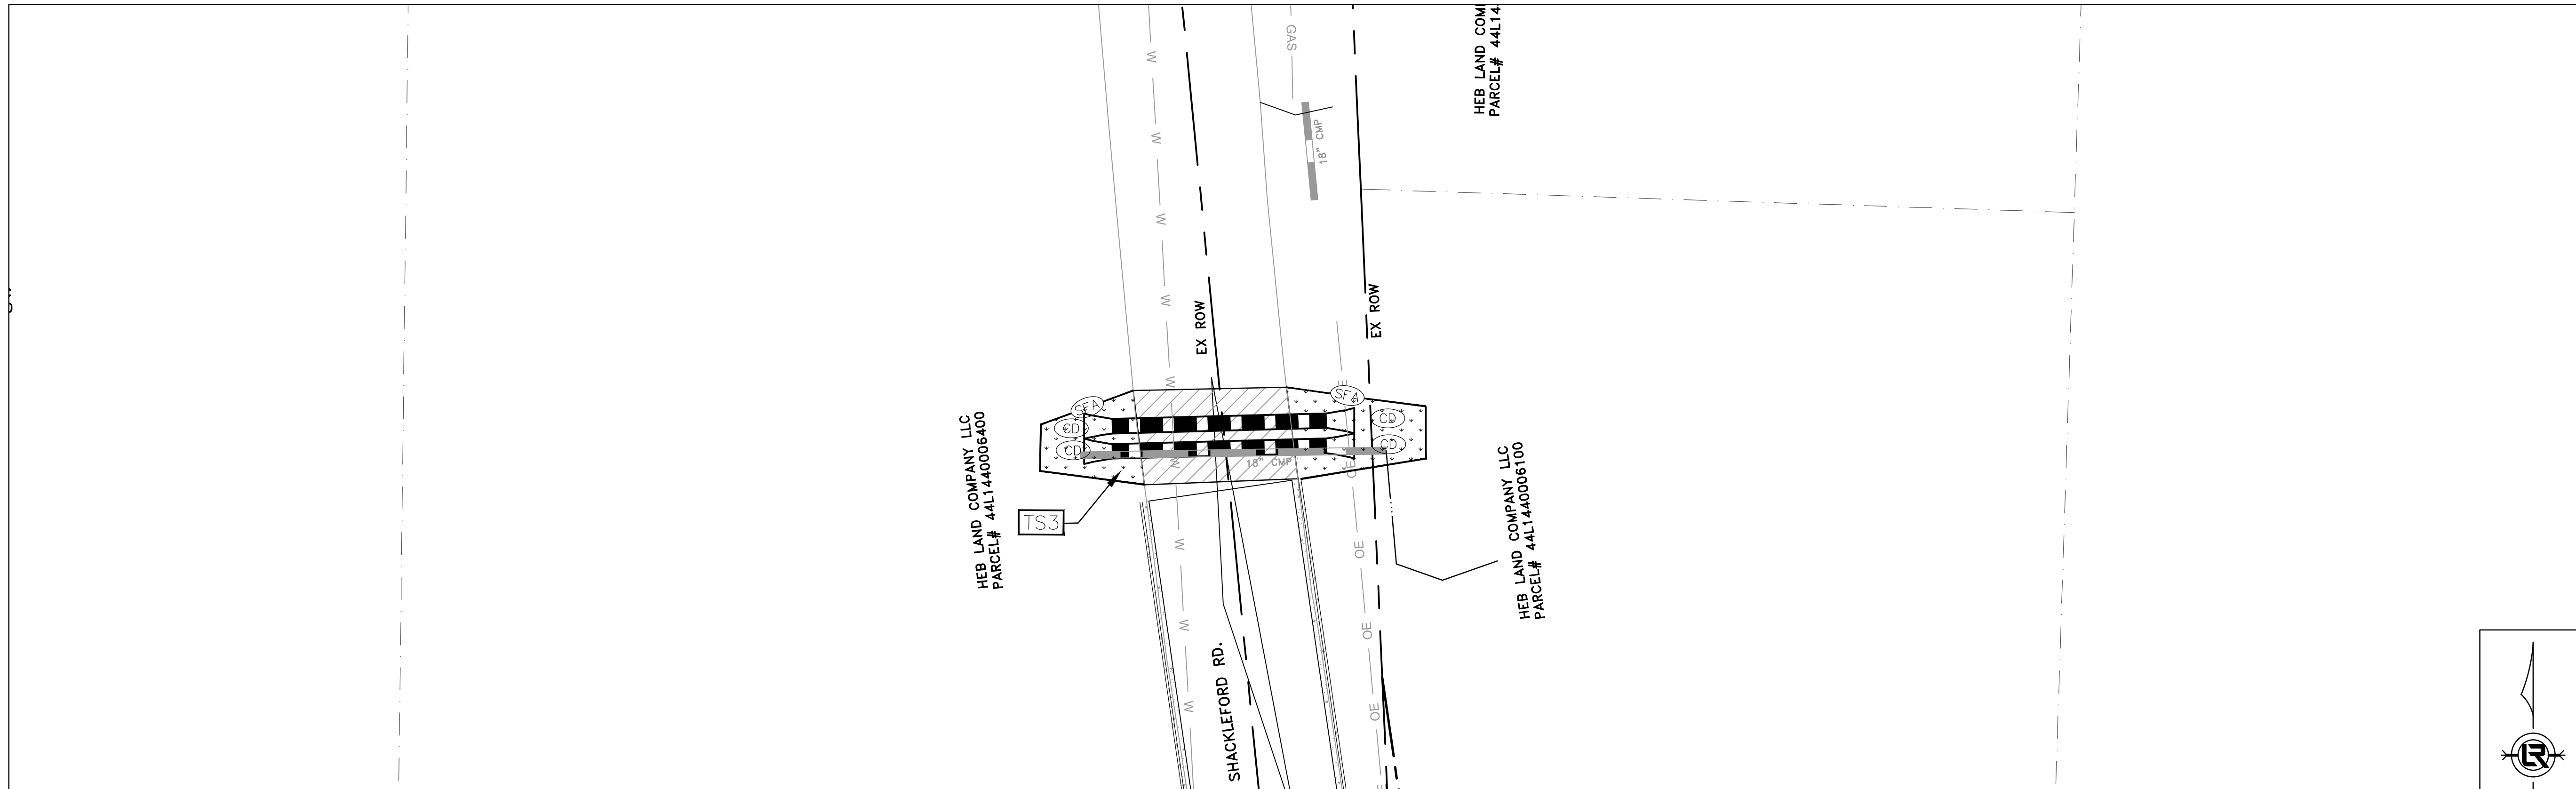 GAS
HEB LAND COM
PARCEL# 44L14
W
W
W
W
18" CMP
EX ROW
EX ROW
W
E
SFA
SFA
CD
CD
CD
CD
18" CMP
W
OE
TS3
HEB LAND COMPANY LLC
PARCEL# 44L1440006400
HEB LAND COMPANY LLC
PARCEL# 44L1440006100
W
W
W
OE
OE
OE
E
SHACKLEFORD RD.
LR